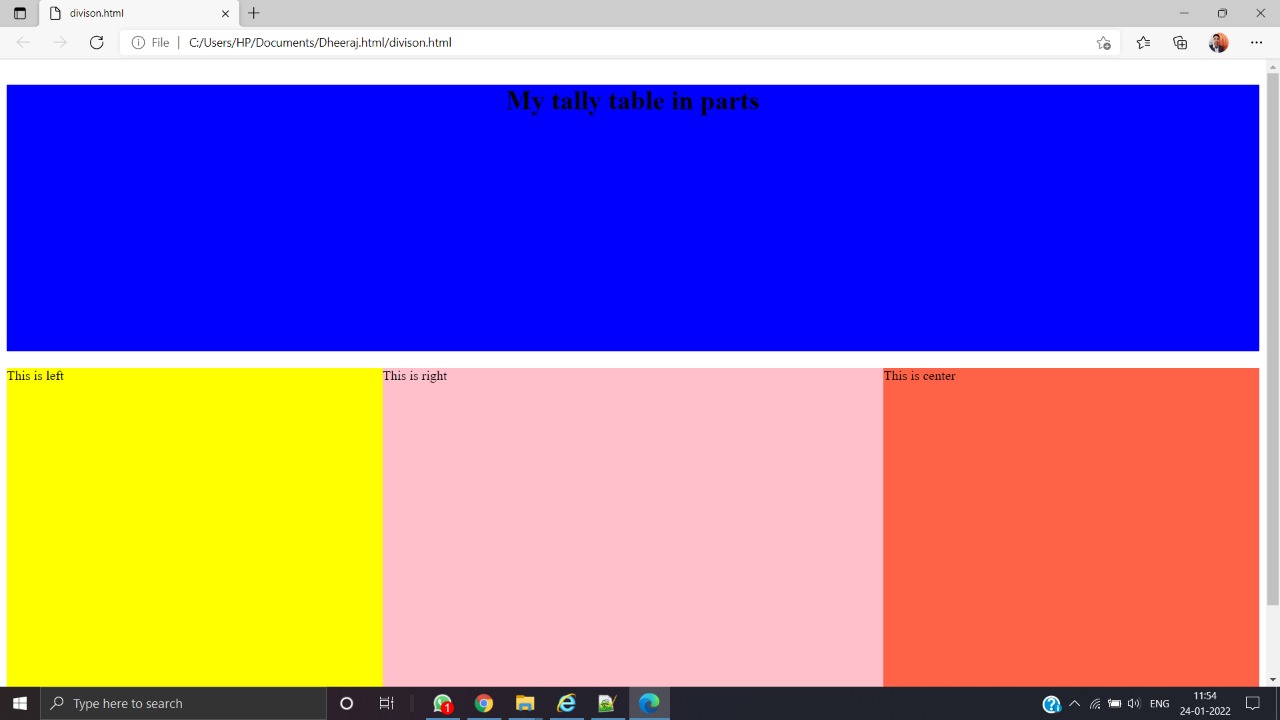 divison.html
File
C:/Users/HP/Documents/Dheeraj.html/divison.html
My tally table in parts
This is left
This is right
This is center
Type here to search
1
ENG
11:54
24-01-2022